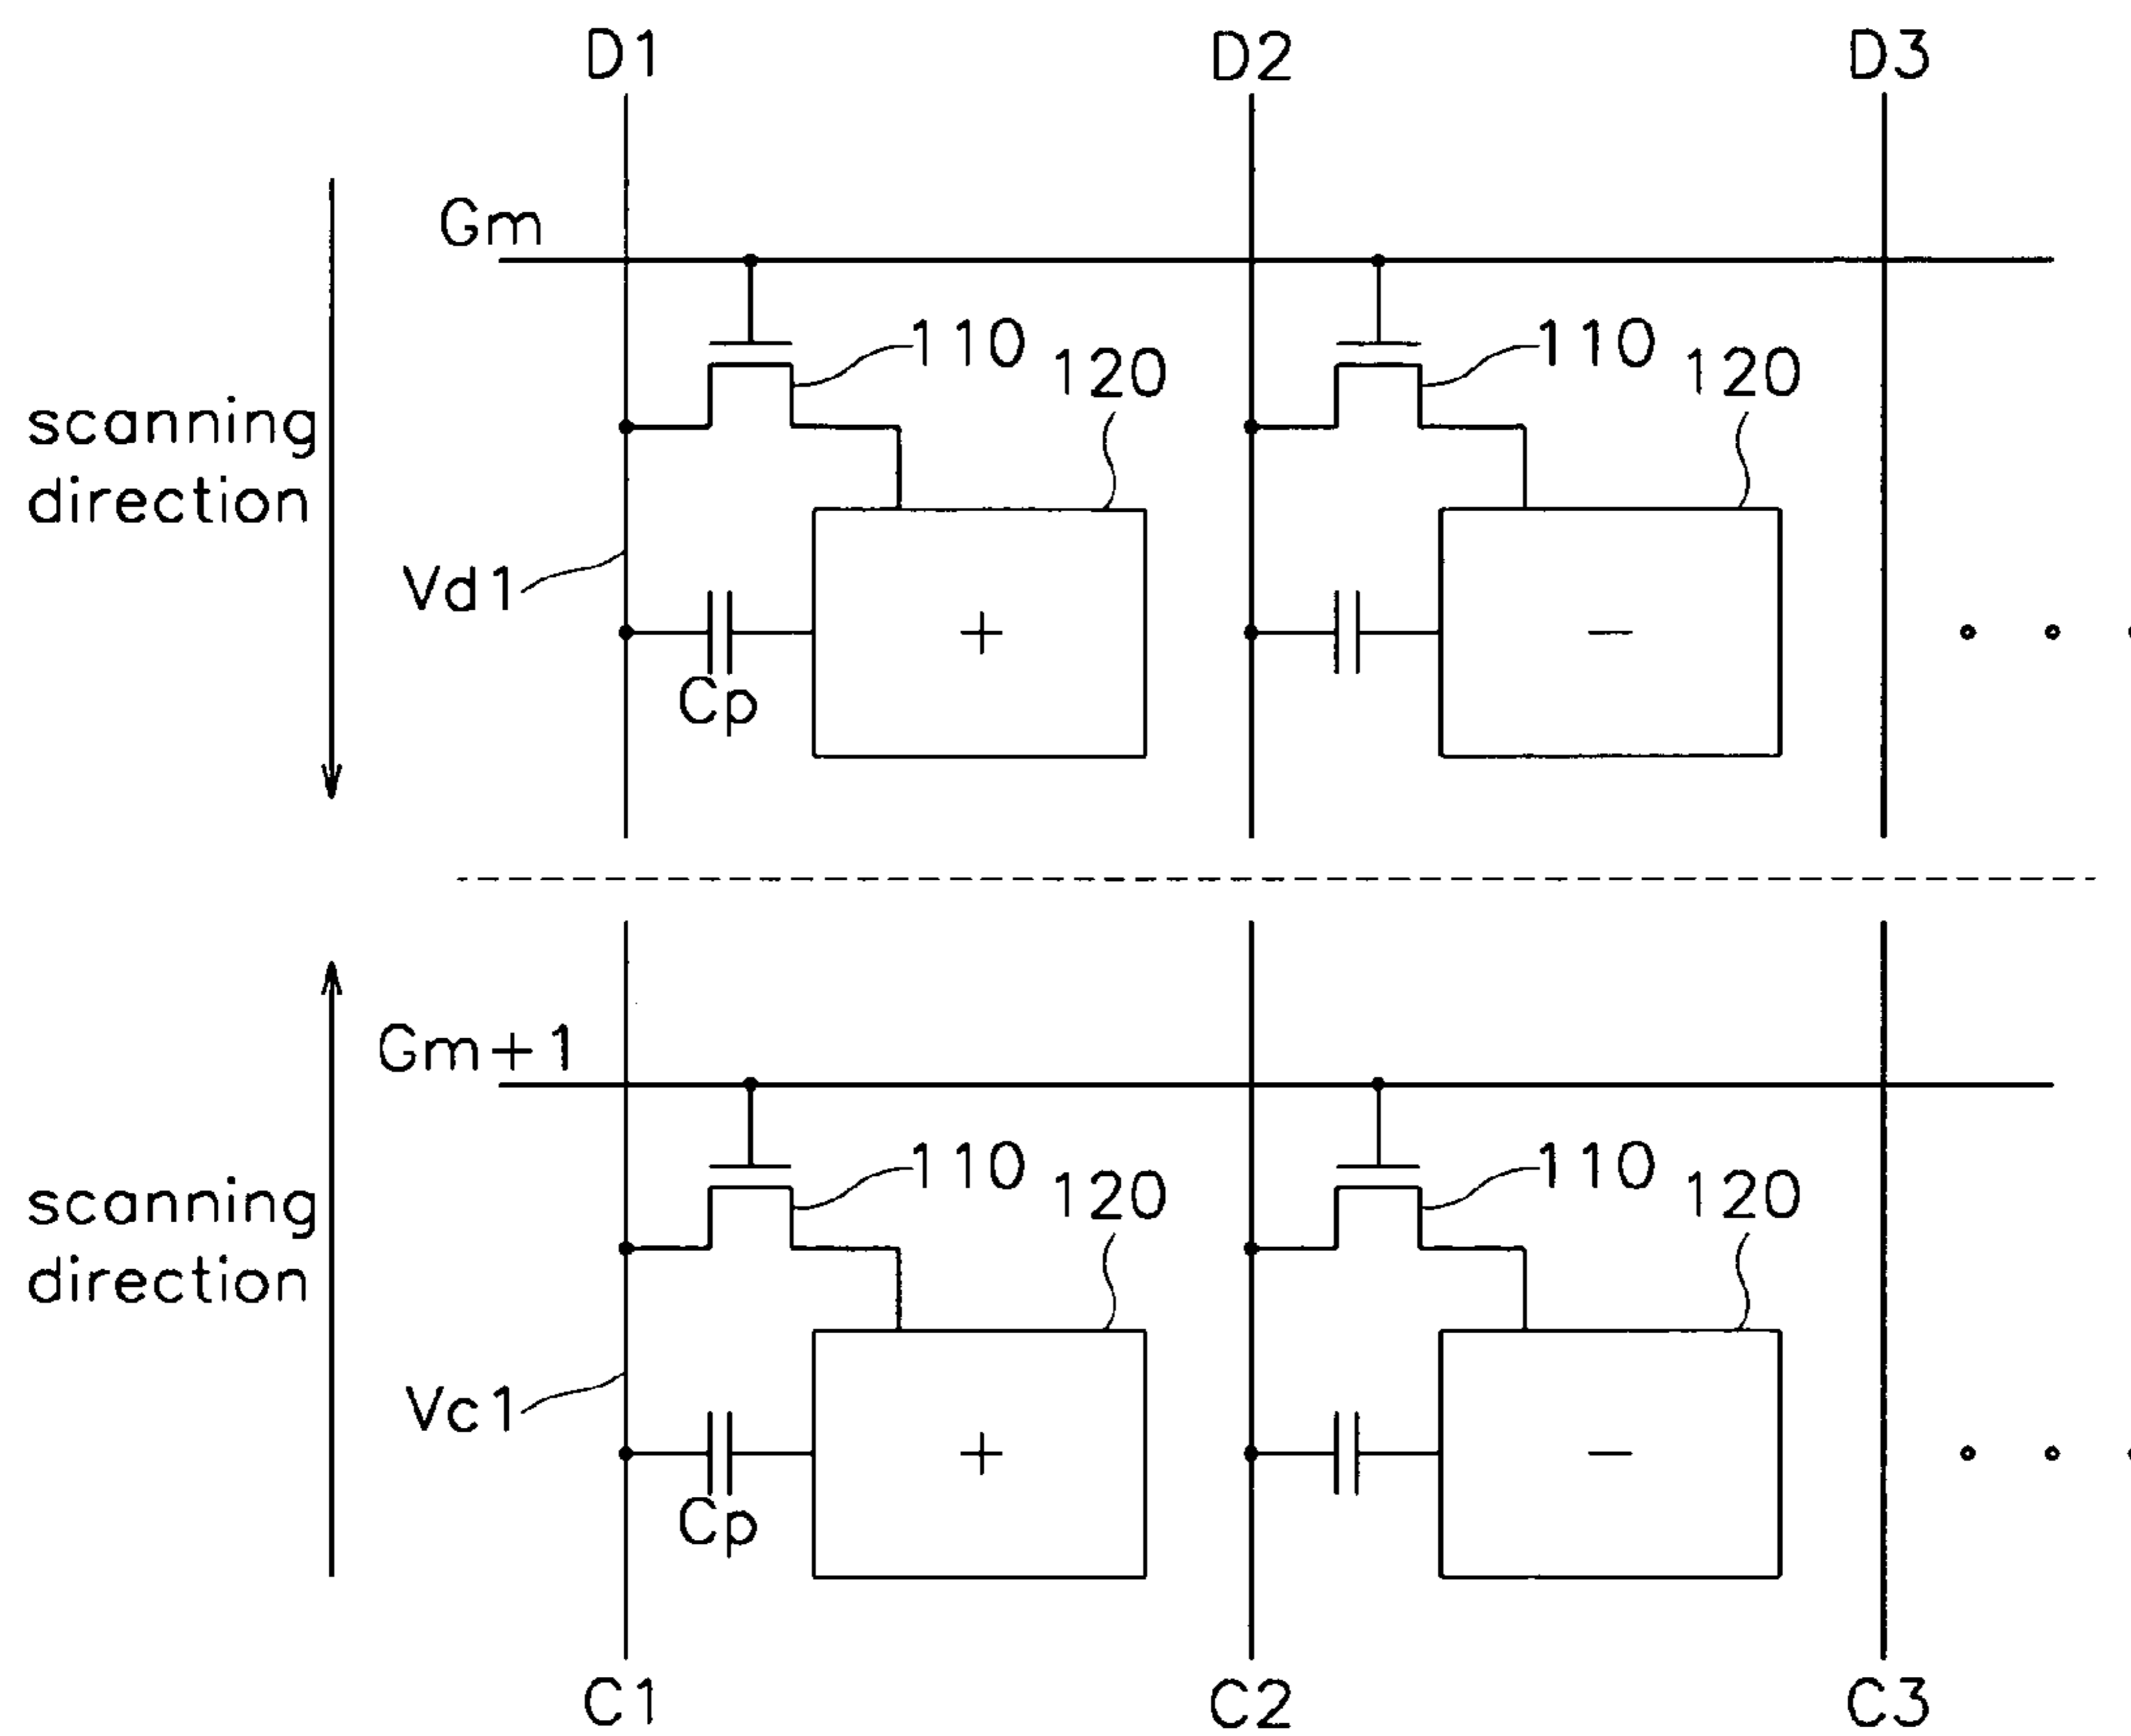 D1
D2
D3
Gm
110
120
110
120
scanning
direction
Vd1
+
−
Cp
Gm+1
110
120
110
120
scanning
direction
Vc1
+
−
Cp
C1
C2
C3